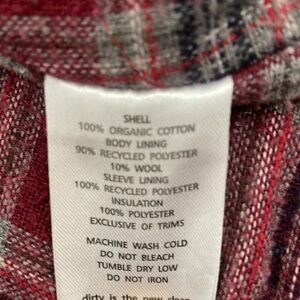 SHELL
100% ORGANIC COTTON
BODY LINING
90% RECYCLED POLYESTER
10% WOOL
SLEEVE LINING
100% RECYCLED POLYESTER
INSULATION
100% POLYESTER
EXCLUSIVE OF TRIMS
MACHINE WASH COLD
DO NOT BLEACH
TUMBLE DRY LOW
DO NOT IRON
dirty is the new clean